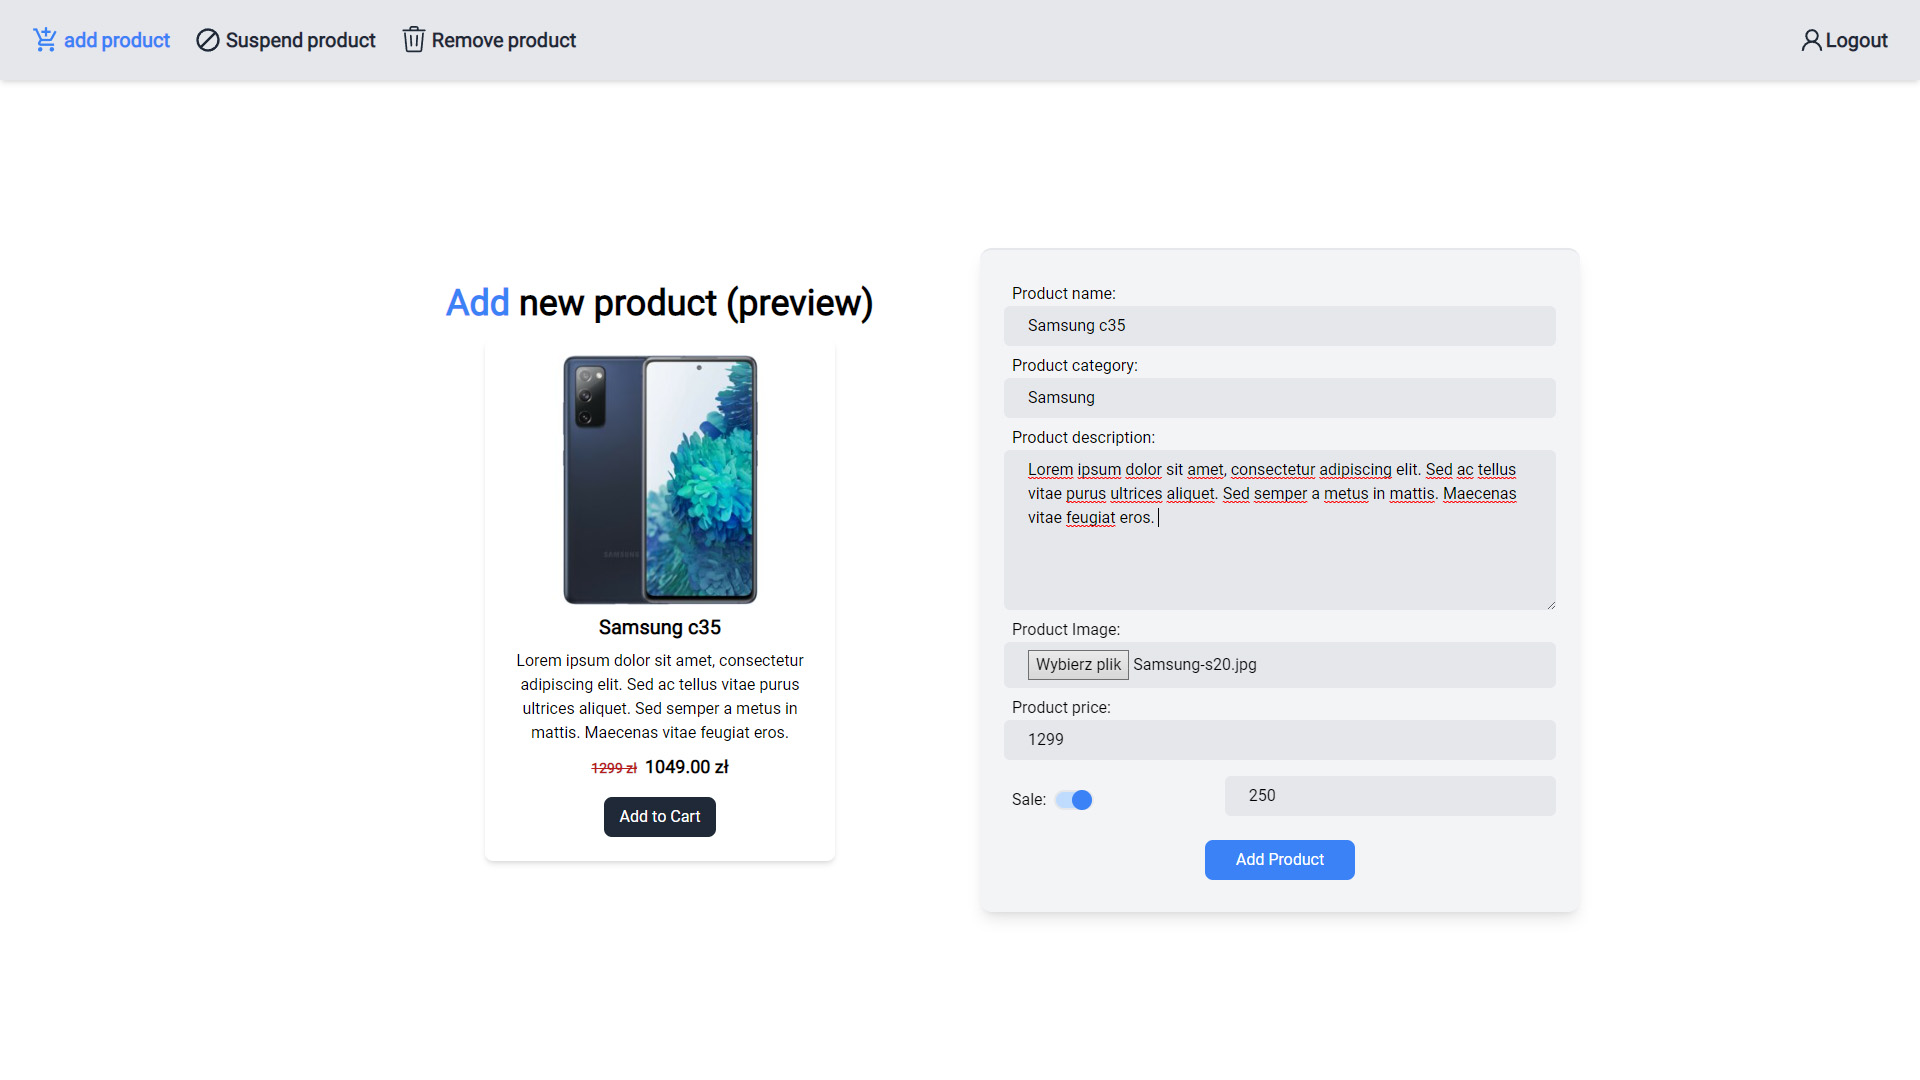 add product Suspend product Remove product Logout
Add new product (preview)
SAMSUNG
Samsung c35
Lorem ipsum dolor sit amet, consectetur
adipiscing elit. Sed ac tellus vitae purus
ultrices aliquet. Sed semper a metus in
mattis. Maecenas vitae feugiat eros.
1299 zł 1049.00 zł
Add to Cart
Product name:
Samsung c35
Product category:
Samsung
Product description:
Lorem ipsum dolor sit amet, consectetur adipiscing elit. Sed ac tellus
vitae purus ultrices aliquet. Sed semper a metus in mattis. Maecenas
vitae feugiat eros.
Product Image:
Wybierz plik Samsung-s20.jpg
Product price:
1299
Sale: 250
Add Product